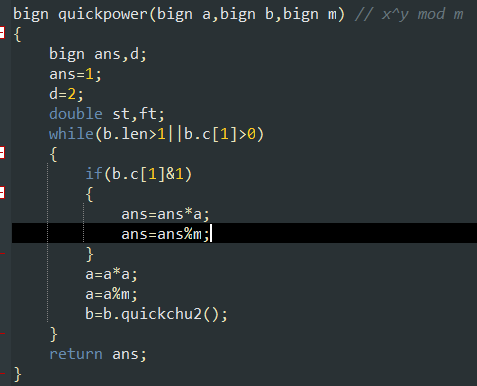 bign quickpower(bign a,bign b,bign m) // x^y mod m
{
    bign ans,d;
    ans=1;
    d=2;
    double st,ft;
    while(b.len>1||b.c[1]>0)
    {
        if(b.c[1]&1)
        {
            ans=ans*a;
            ans=ans%m;
        }
        a=a*a;
        a=a%m;
        b=b.quickchu2();
    }
    return ans;
}